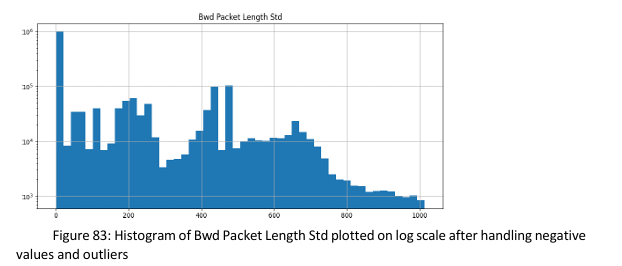 Bwd Packet Length Std
10⁶
10⁵
10⁴
10³
0 200 400 600 800 1000
Figure 83: Histogram of Bwd Packet Length Std plotted on log scale after handling negative
values and outliers